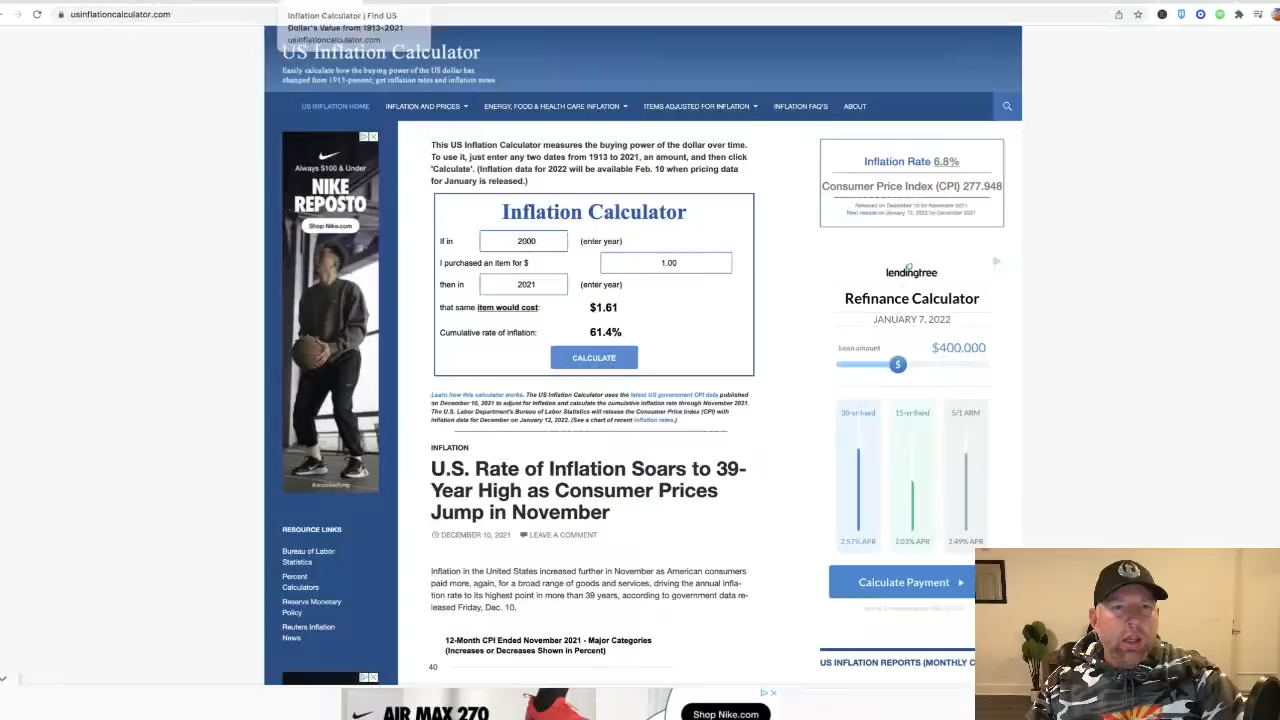 Inflation Calculator | Find US
Dollar's Value from 1913-2021
usinflationcalculator.com
usinflationcalculator.com
US Inflation Calculator
Easily calculate how the buying power of the US dollar has
changed from 1913-present; get inflation rates and inflation news
US INFLATION HOME
INFLATION AND PRICES
ENERGY, FOOD & HEALTH CARE INFLATION
ITEMS ADJUSTED FOR INFLATION
INFLATION FAQ'S
ABOUT
Always $100 & Under
NIKE
REPOSTO
Shop Nike.com
RESOURCE LINKS
Bureau of Labor
Statistics
Percent
Calculators
Reserve Monetary
Policy
Reuters Inflation
News
This US Inflation Calculator measures the buying power of the dollar over time.
To use it, just enter any two dates from 1913 to 2021, an amount, and then click
'Calculate'. (Inflation data for 2022 will be available Feb. 10 when pricing data
for January is released.)
Inflation Calculator
If in 2000 (enter year)
I purchased an item for $ 1.00
then in 2021 (enter year)
that same item would cost: $1.61
Cumulative rate of inflation: 61.4%
CALCULATE
Learn how this calculator works. The US Inflation Calculator uses the latest US government CPI data published
on December 10, 2021 to adjust for inflation and calculate the cumulative inflation rate through November 2021.
The U.S. Labor Department's Bureau of Labor Statistics will release the Consumer Price Index (CPI) with
inflation data for December on January 12, 2022. (See a chart of recent inflation rates.)
INFLATION
U.S. Rate of Inflation Soars to 39-
Year High as Consumer Prices
Jump in November
DECEMBER 10, 2021 LEAVE A COMMENT
Inflation in the United States increased further in November as American consumers
paid more, again, for a broad range of goods and services, driving the annual infla-
tion rate to its highest point in more than 39 years, according to government data re-
leased Friday, Dec. 10.
12-Month CPI Ended November 2021 - Major Categories
(Increases or Decreases Shown in Percent)
40
Inflation Rate 6.8%
Consumer Price Index (CPI) 277.948
Released on December 10 for November 2021
Next release on January 12, 2022 for December 2021
lendingtree
Refinance Calculator
JANUARY 7, 2022
Loan amount $400.000
30-yr fixed 15-yr fixed 5/1 ARM
2.57% APR 2.03% APR 2.49% APR
Calculate Payment
US INFLATION REPORTS (MONTHLY C
AIR MAX 270
Shop Nike.com